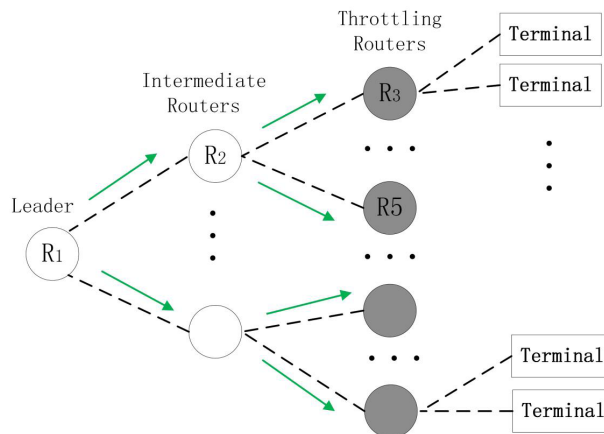 Throttling
Routers
Terminal
Terminal
Intermediate
Routers
R3
R2
Leader
R5
R1
Terminal
Terminal